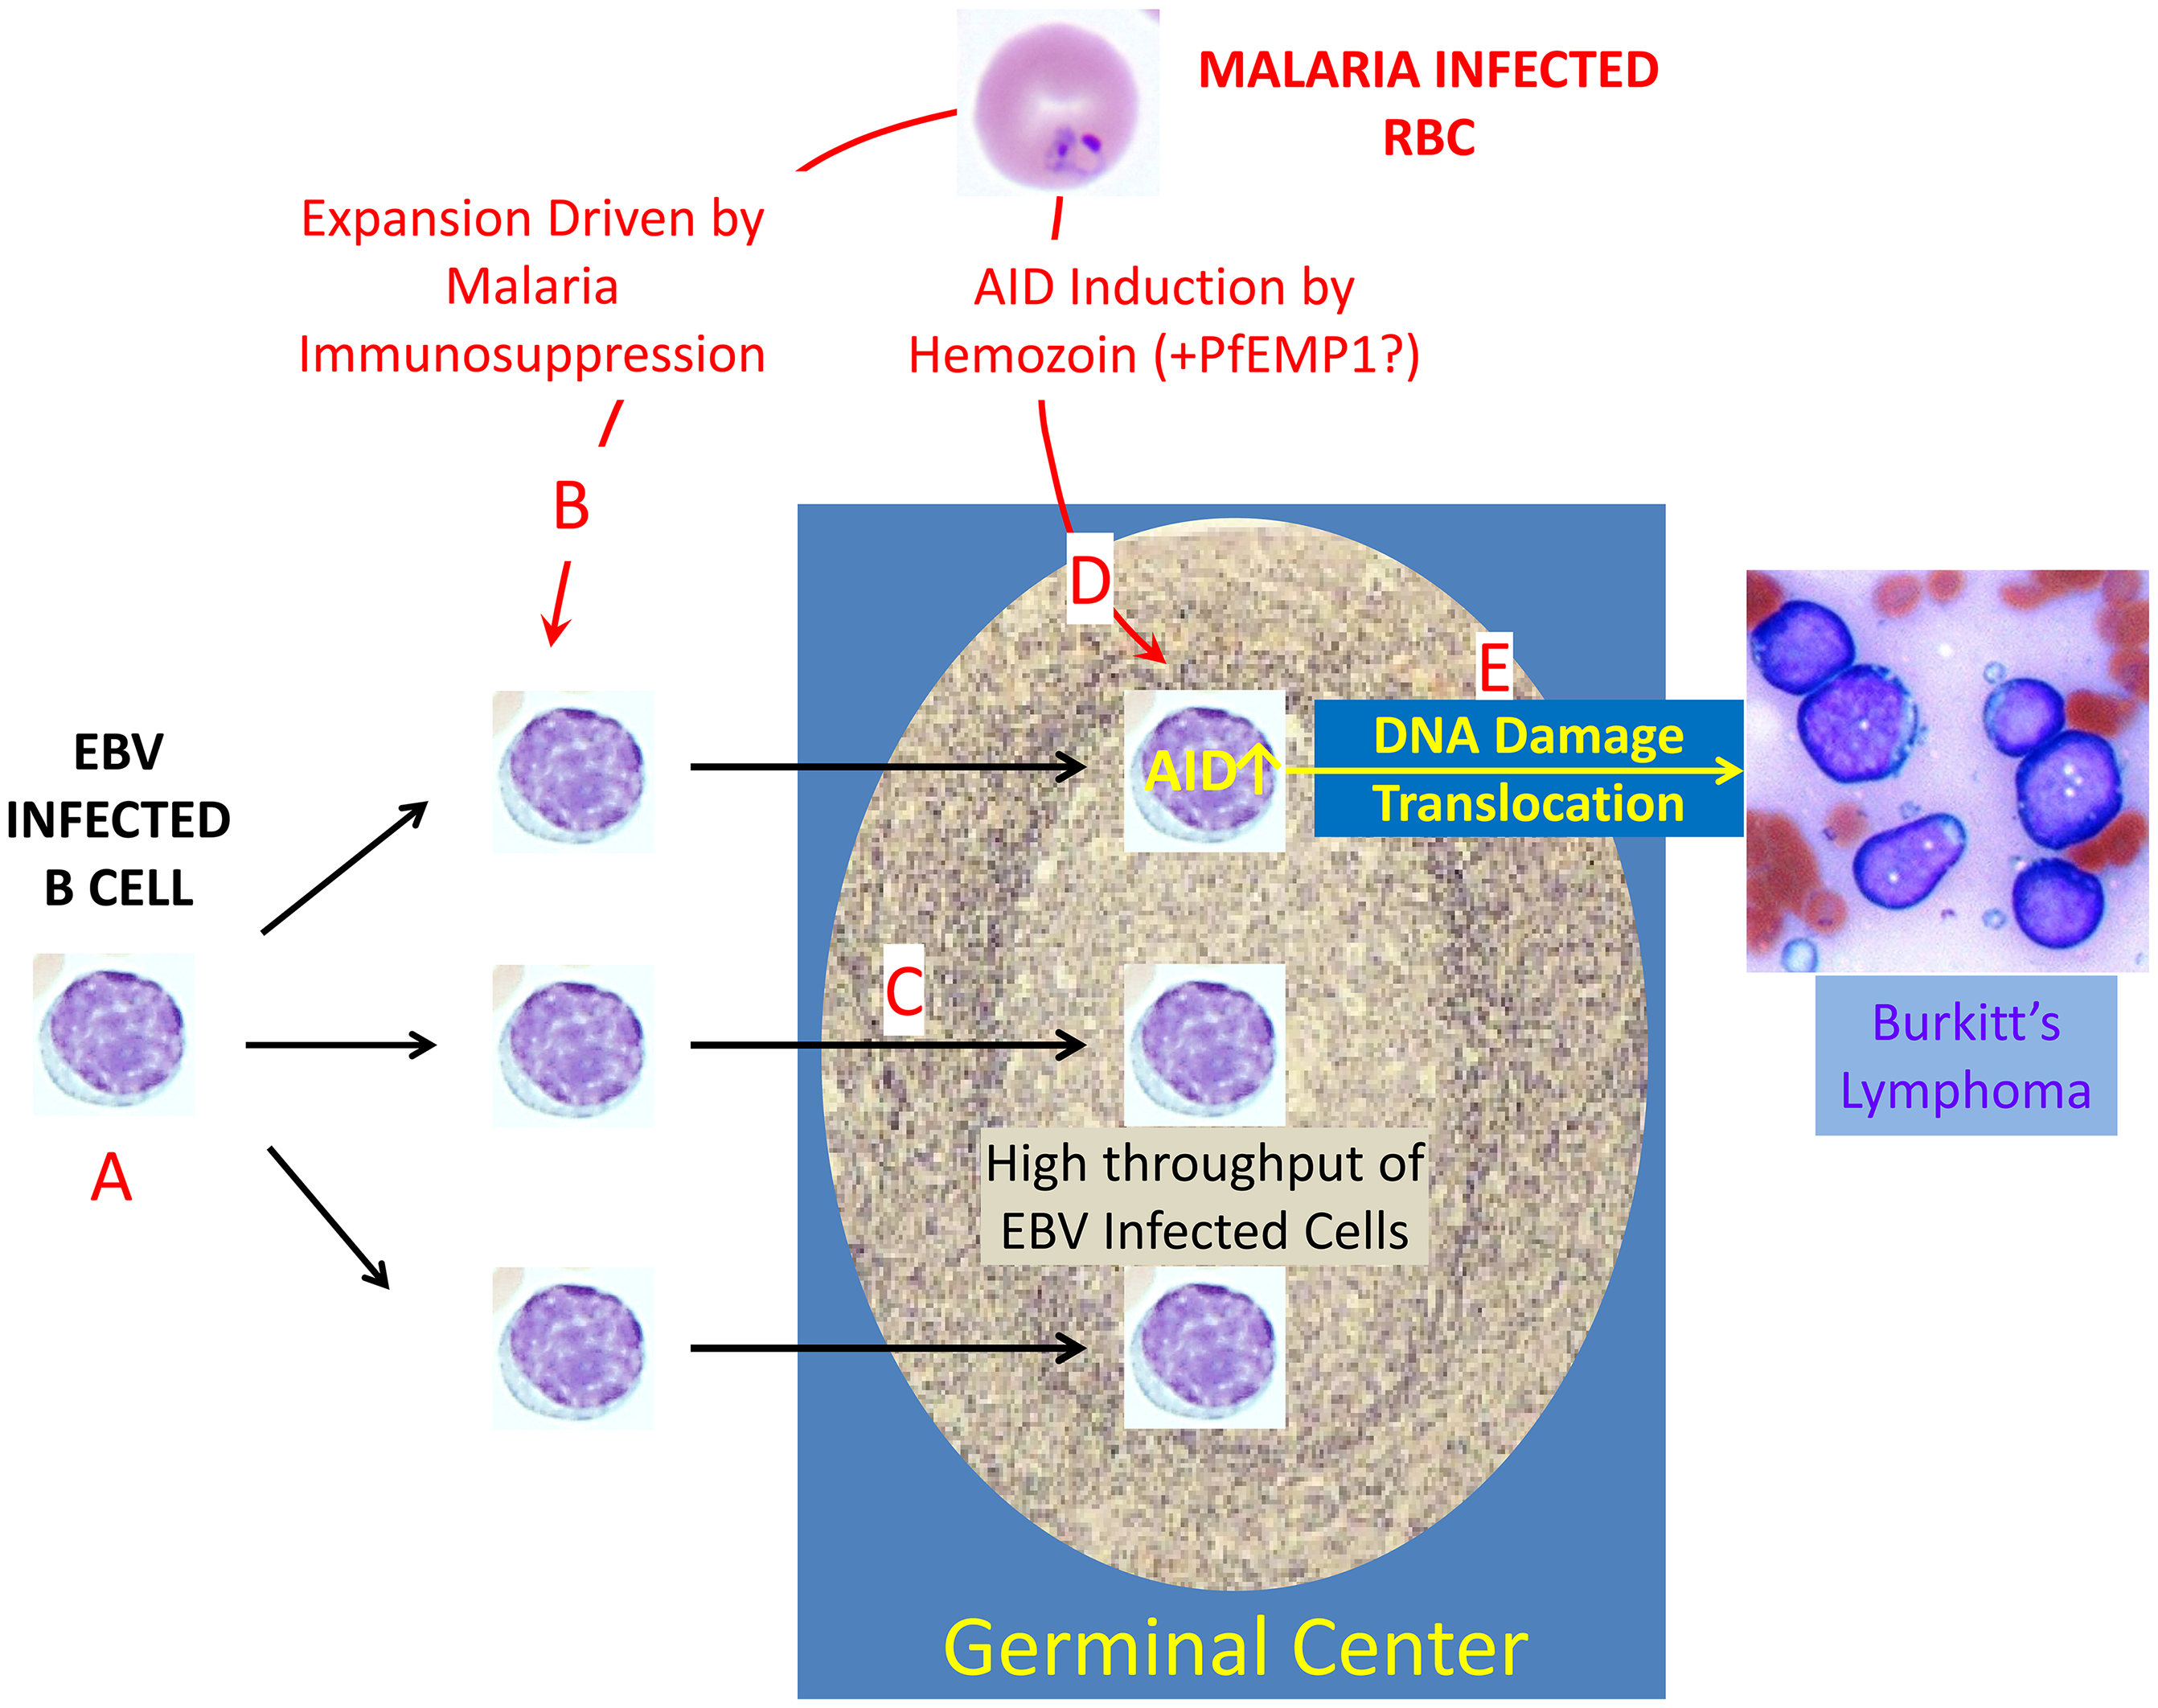 MALARIA INFECTED
RBC
Expansion Driven by
Malaria
Immunosuppression
AID Induction by
Hemozoin (+PfEMP1?)
B
D
E
EBV
INFECTED
B CELL
AID↑
DNA Damage
Translocation
C
A
High throughput of
EBV Infected Cells
Burkitt’s
Lymphoma
Germinal Center